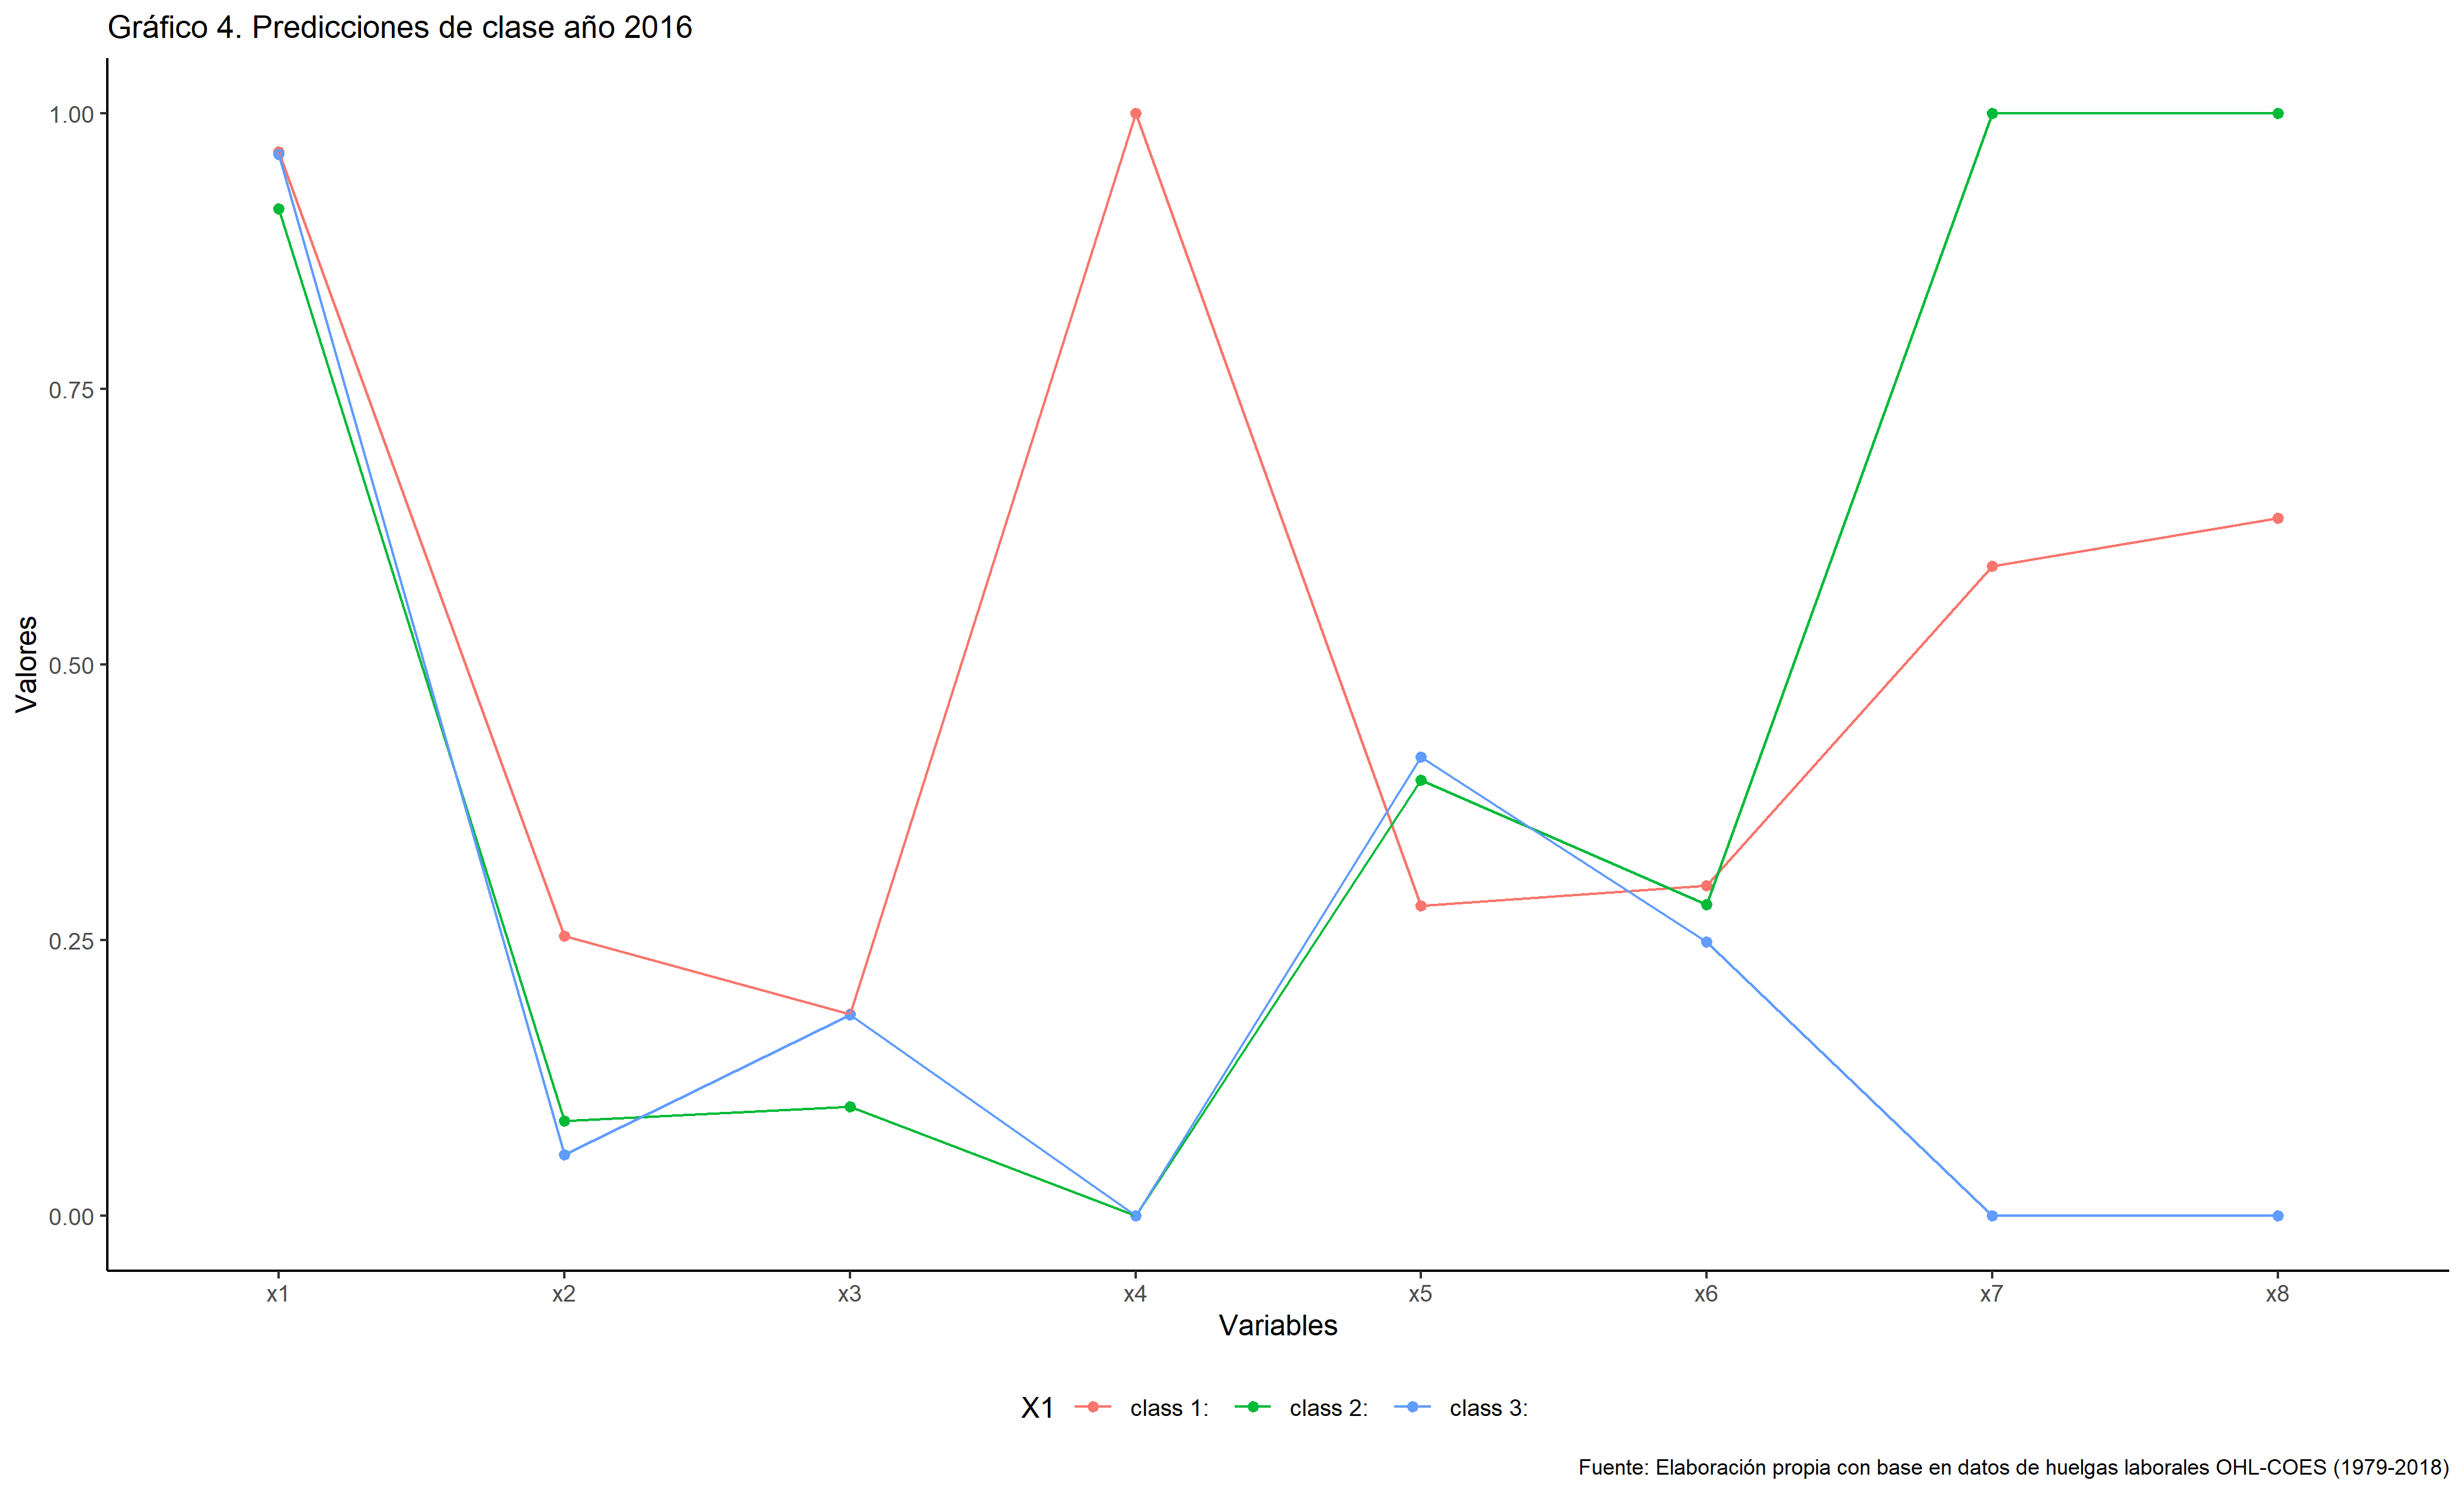 Gráfico 4. Predicciones de clase año 2016
Valores
1.00
0.75
0.50
0.25
0.00
x1 x2 x3 x4 x5 x6 x7 x8
Variables
X1 class 1: class 2: class 3:
Fuente: Elaboración propia con base en datos de huelgas laborales OHL-COES (1979-2018)